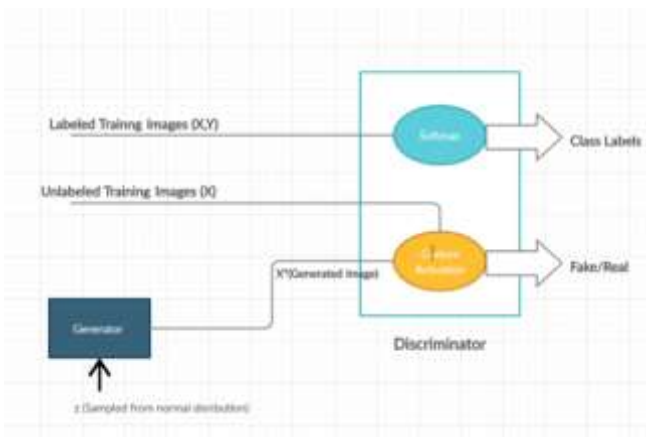 Labeled Trainng Images (X,Y)
Softmax
Class Labels
Unlabeled Training Images (X)
Custom
Activation
X*(Generated Image)
Fake/Real
Generator
Discriminator
z (Sampled from normal distribution)